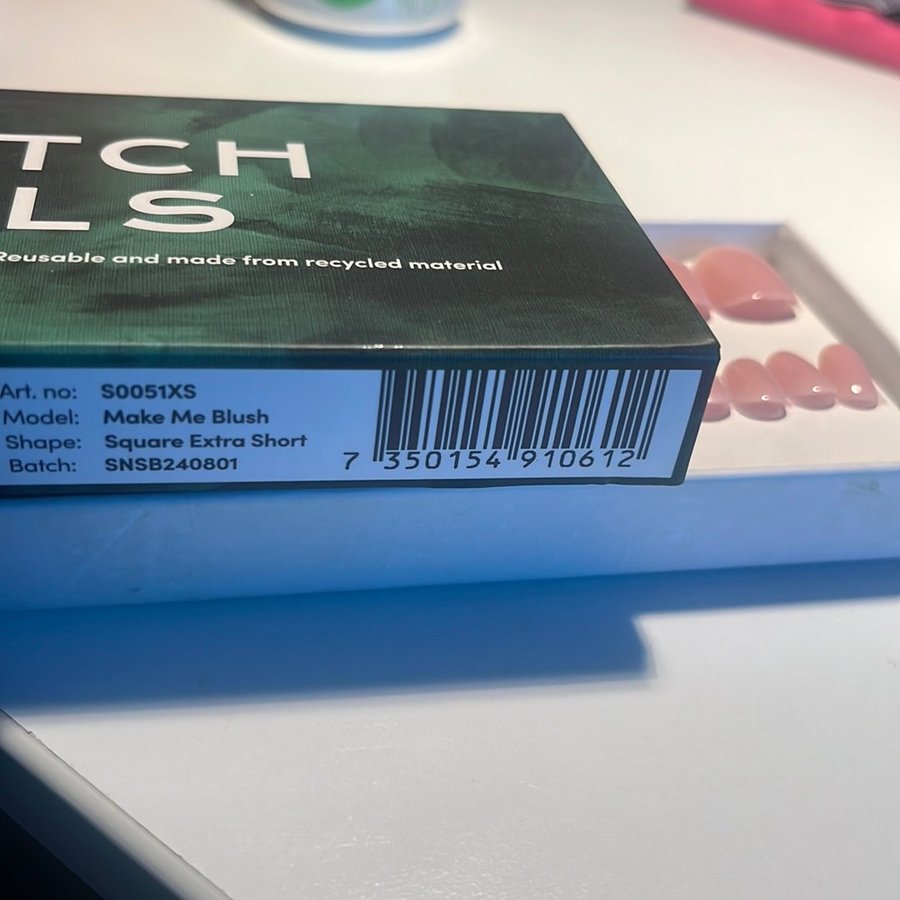 TCH
LS
Reusable and made from recycled material
Art. no: S0051XS
Model: Make Me Blush
Shape: Square Extra Short
Batch: SNSB240801
7 350154 910612